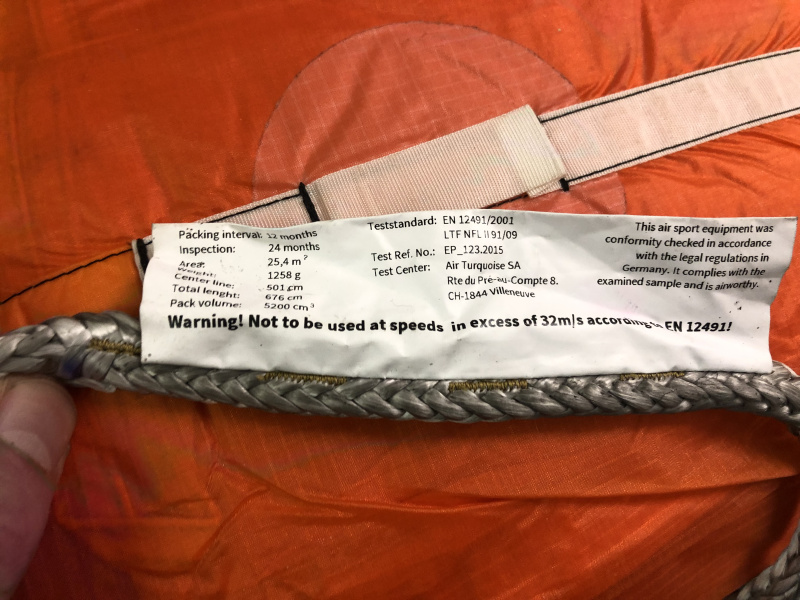 Packing interval: 12 months
Inspection: 24 months
Area: 25,4 m²
Weight: 1258 g
Center line: 501 cm
Total lenght: 676 cm
Pack volume: 5200 cm³
Teststandard: EN 12491/2001
LTF NFL II 91/09
Test Ref. No.: EP_123.2015
Test Center: Air Turquoise SA
Rte du Pré-au-Compte 8.
CH-1844 Villeneuve
This air sport equipment was
conformity checked in accordance
with the legal regulations in
Germany. It complies with the
examined sample and is airworthy.
Warning! Not to be used at speeds in excess of 32m/s according to EN 12491!